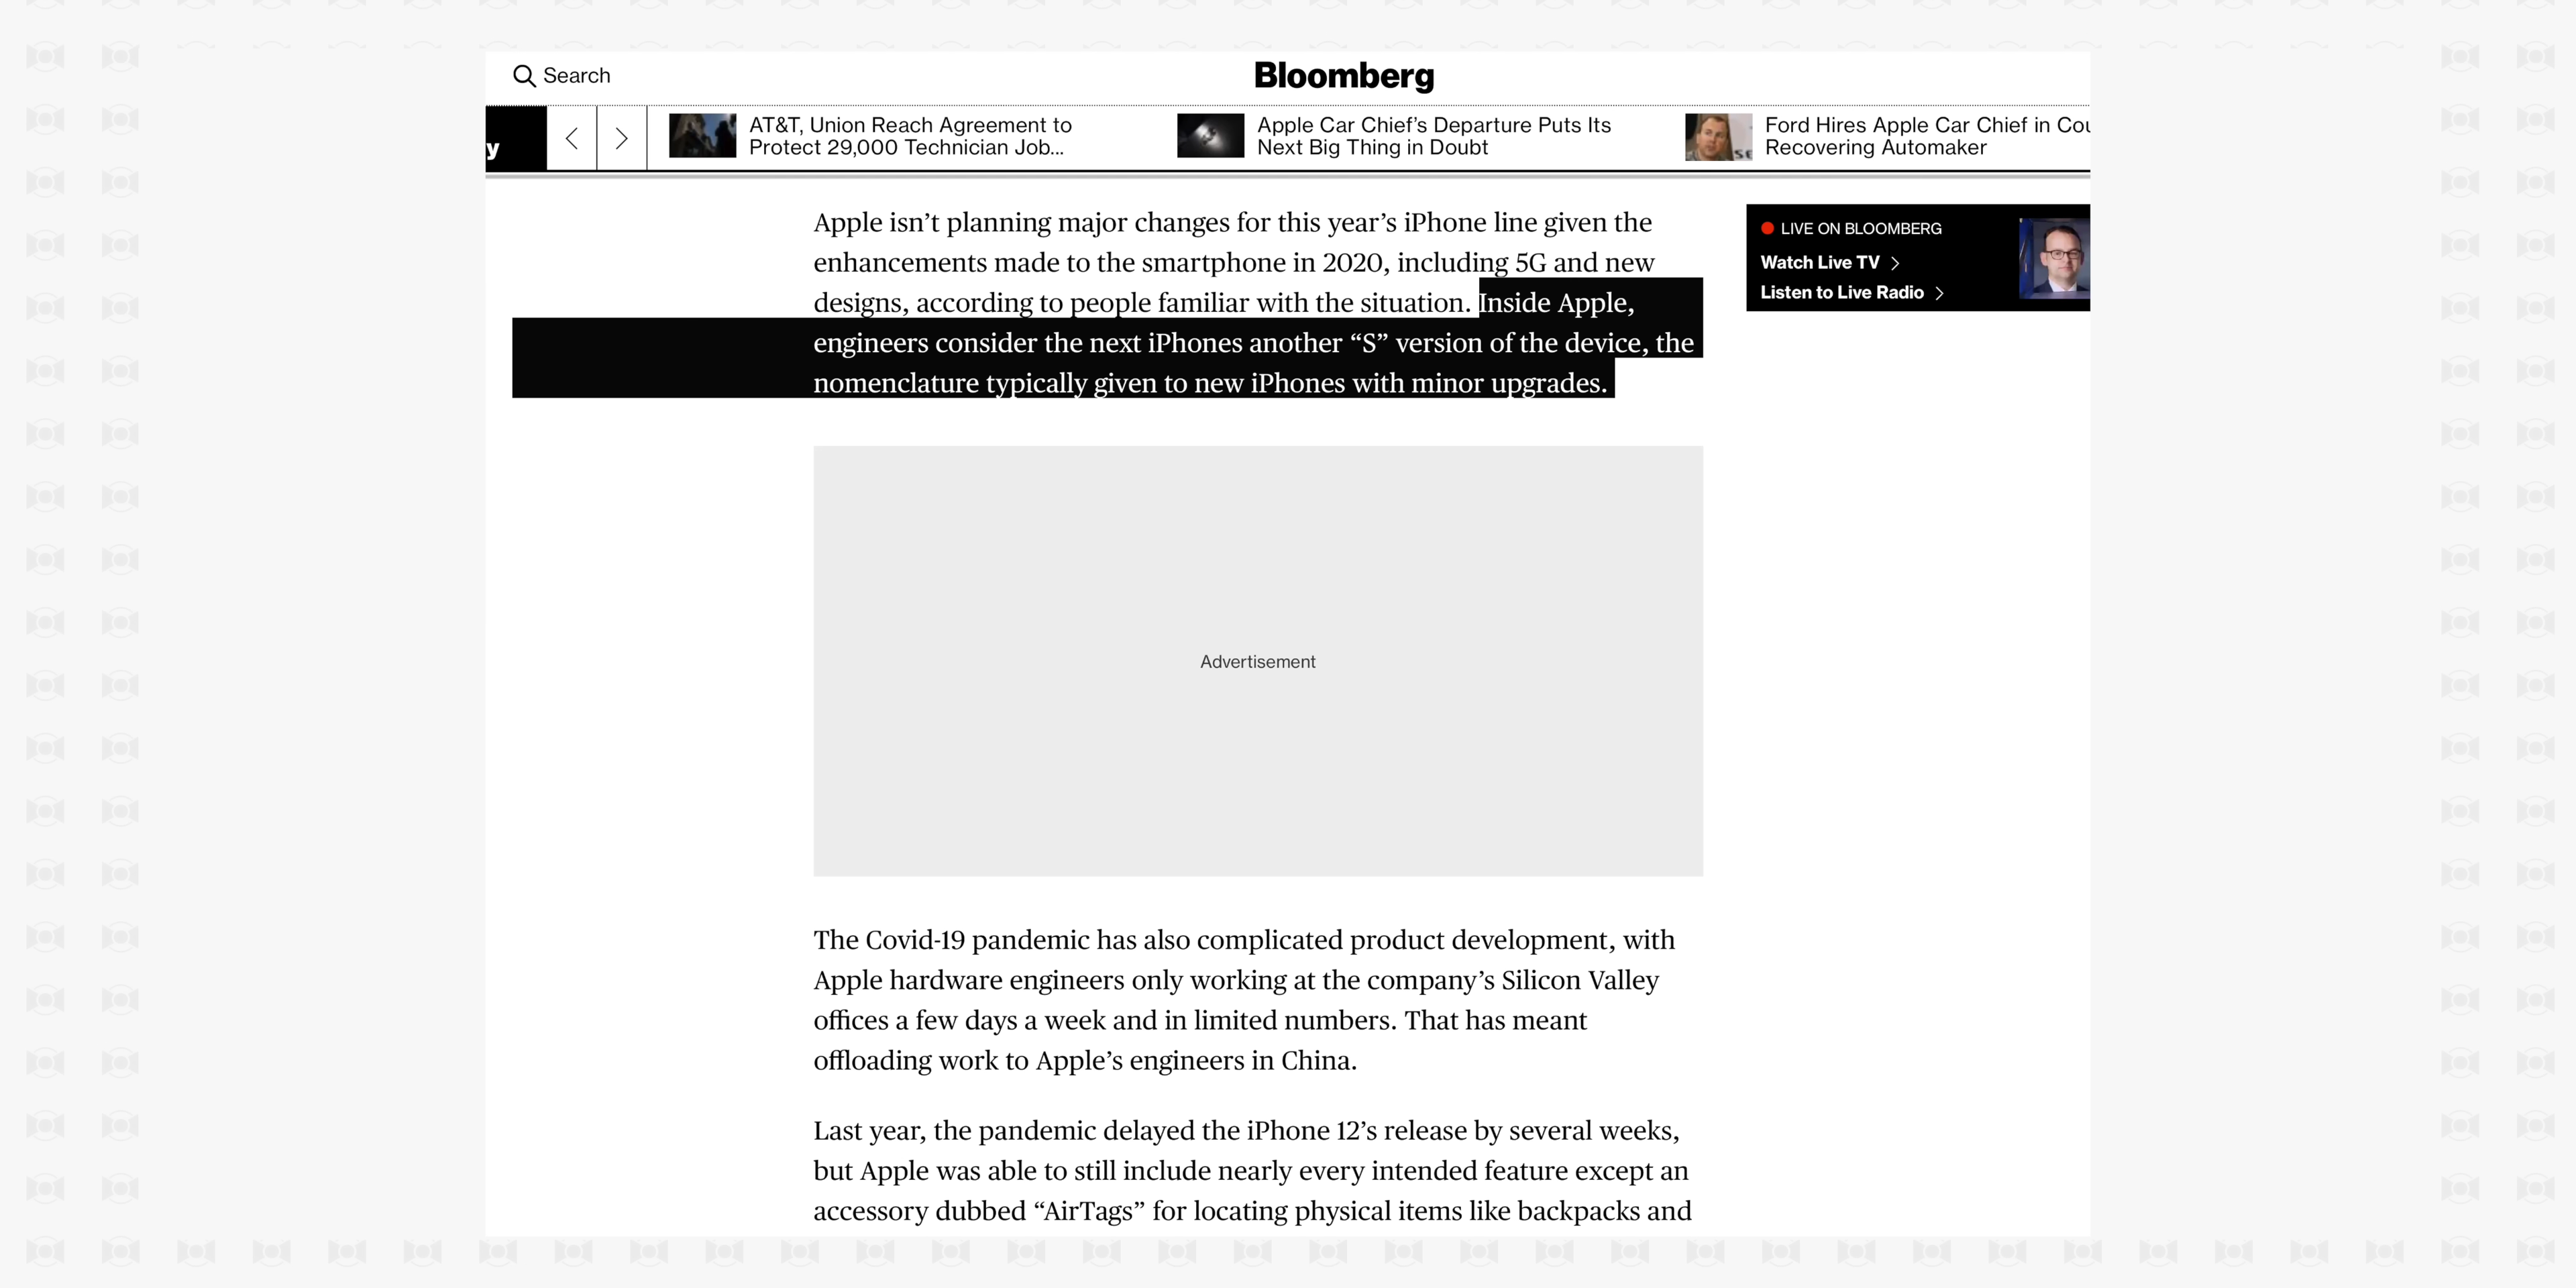 Search
Bloomberg
y
AT&T, Union Reach Agreement to
Protect 29,000 Technician Job...
Apple Car Chief’s Departure Puts Its
Next Big Thing in Doubt
Ford Hires Apple Car Chief in Cou
Recovering Automaker
Apple isn’t planning major changes for this year’s iPhone line given the
enhancements made to the smartphone in 2020, including 5G and new
designs, according to people familiar with the situation. Inside Apple,
engineers consider the next iPhones another “S” version of the device, the
nomenclature typically given to new iPhones with minor upgrades.
LIVE ON BLOOMBERG
Watch Live TV
Listen to Live Radio
Advertisement
The Covid-19 pandemic has also complicated product development, with
Apple hardware engineers only working at the company’s Silicon Valley
offices a few days a week and in limited numbers. That has meant
offloading work to Apple’s engineers in China.
Last year, the pandemic delayed the iPhone 12’s release by several weeks,
but Apple was able to still include nearly every intended feature except an
accessory dubbed “AirTags” for locating physical items like backpacks and